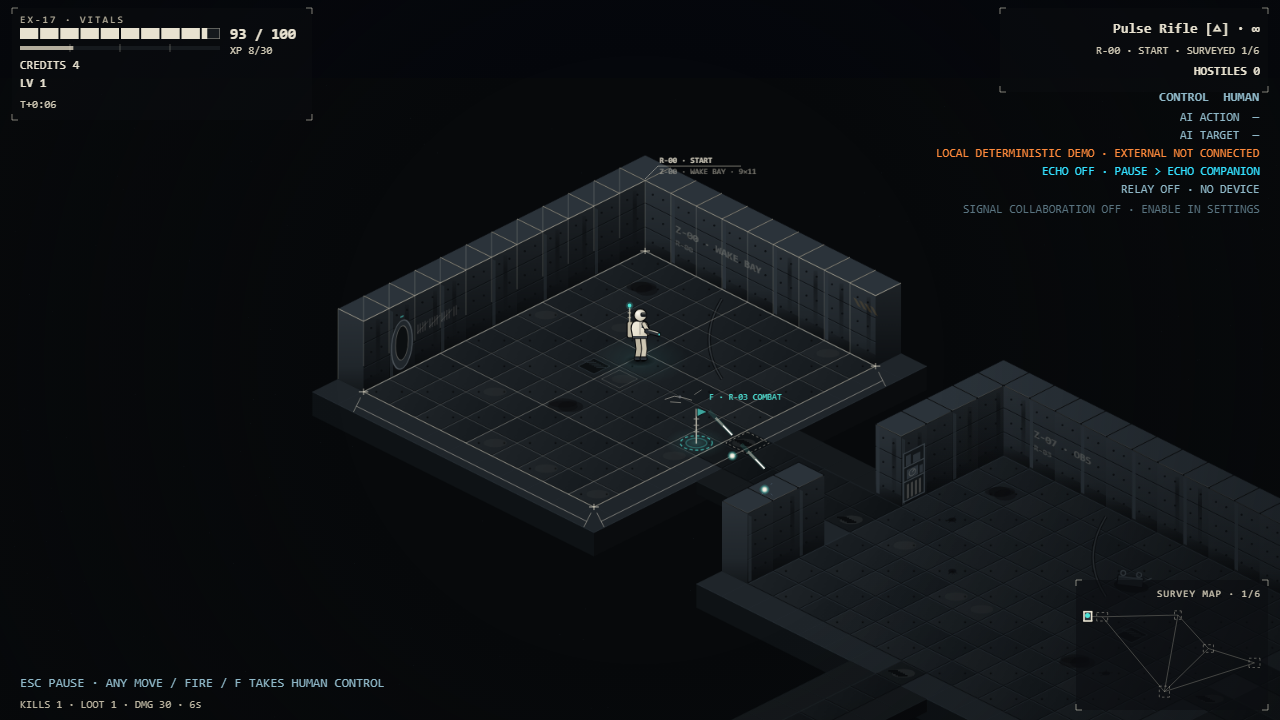 EX-17 · VITALS
93 / 100
XP 8/30
CREDITS 4
LV 1
T+0:06
Pulse Rifle [▲] · ∞
R-00 · START · SURVEYED 1/6
HOSTILES 0
CONTROL HUMAN
AI ACTION —
AI TARGET —
LOCAL DETERMINISTIC DEMO · EXTERNAL NOT CONNECTED
ECHO OFF · PAUSE > ECHO COMPANION
RELAY OFF · NO DEVICE
SIGNAL COLLABORATION OFF · ENABLE IN SETTINGS
R-00 · START
Z-00 · WAKE BAY · 9×11
Z-00 · WAKE BAY
R-00
F · R-03 COMBAT
Z-07 · OBS
SURVEY MAP · 1/6
ESC PAUSE · ANY MOVE / FIRE / F TAKES HUMAN CONTROL
KILLS 1 · LOOT 1 · DMG 30 · 6s